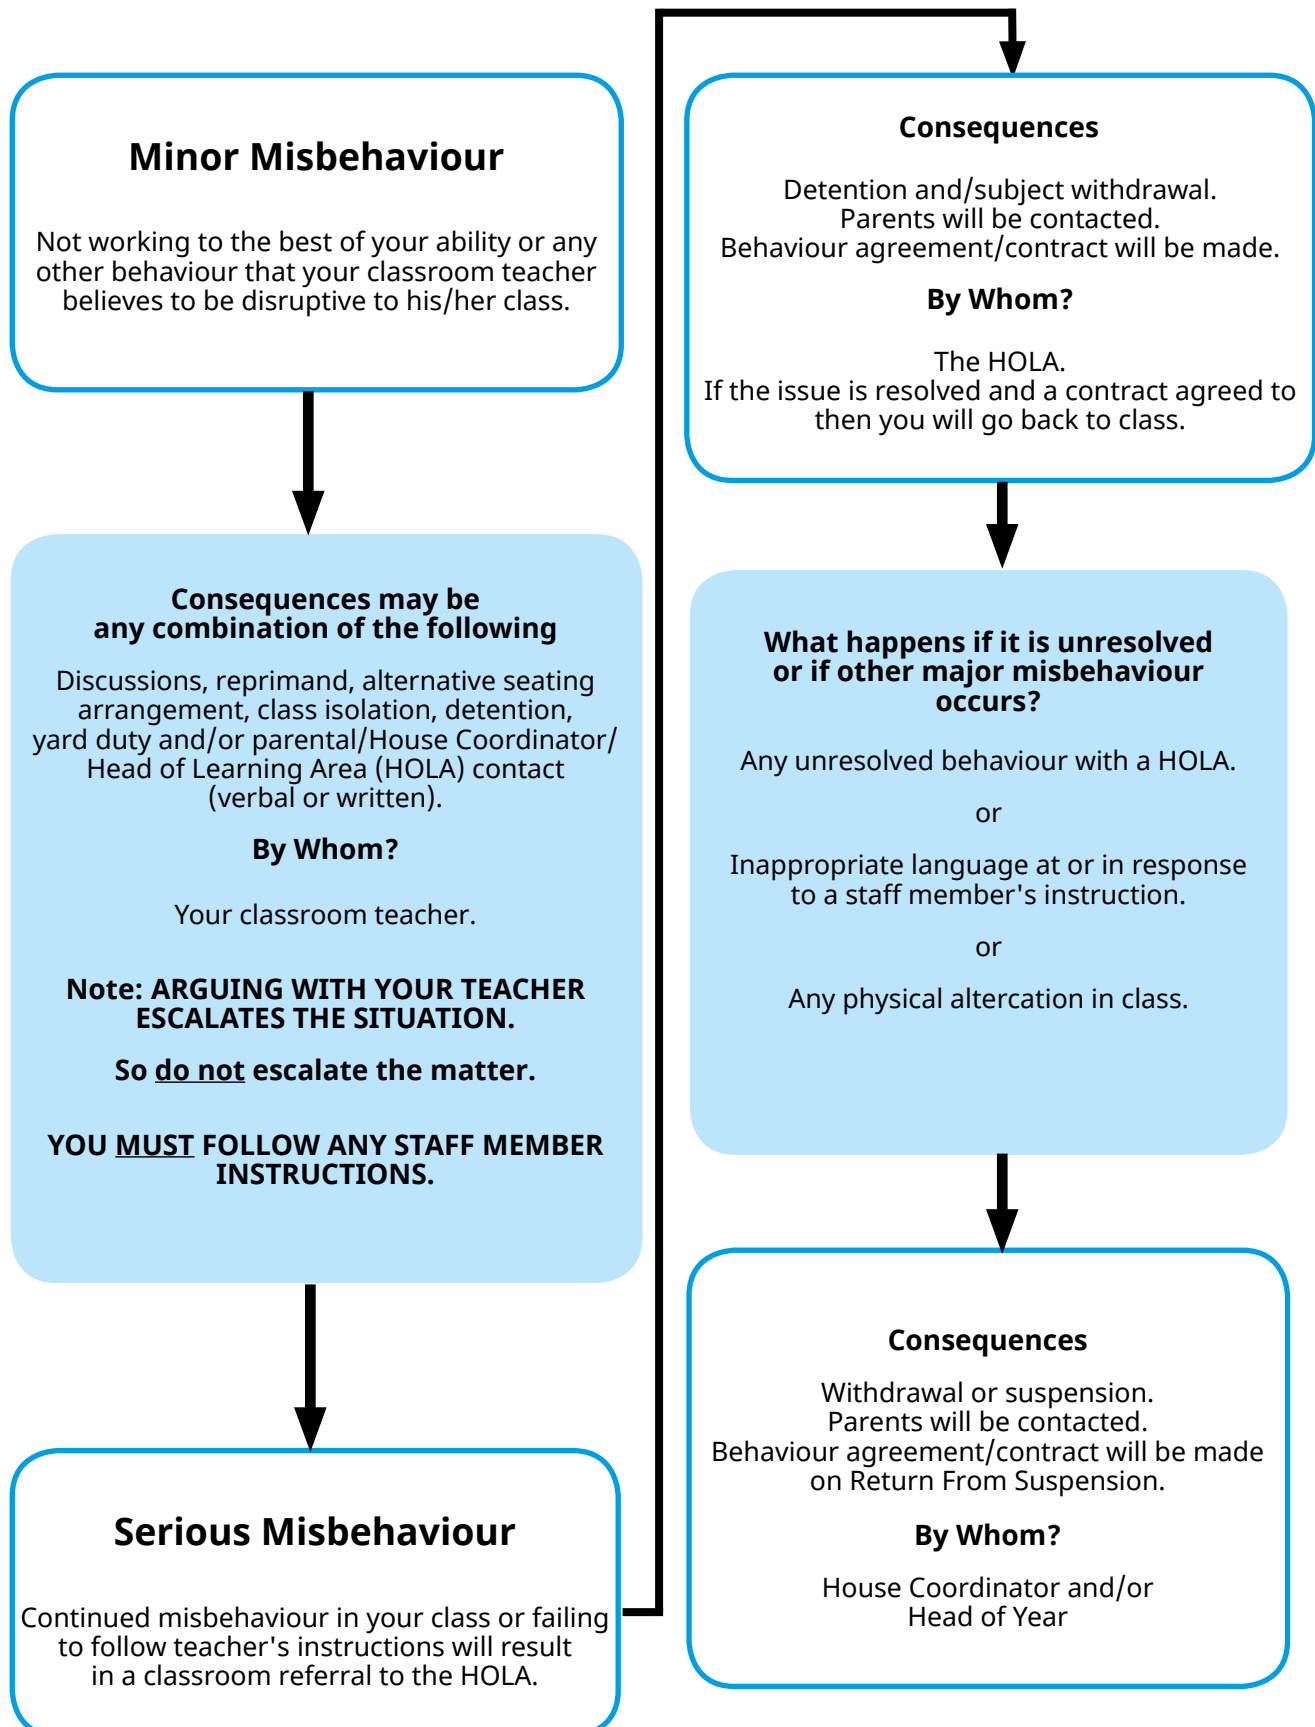 Minor Misbehaviour
Not working to the best of your ability or any
other behaviour that your classroom teacher
believes to be disruptive to his/her class.
Consequences may be
any combination of the following
Discussions, reprimand, alternative seating
arrangement, class isolation, detention,
yard duty and/or parental/House Coordinator/
Head of Learning Area (HOLA) contact
(verbal or written).
By Whom?
Your classroom teacher.
Note: ARGUING WITH YOUR TEACHER
ESCALATES THE SITUATION.
So do not escalate the matter.
YOU MUST FOLLOW ANY STAFF MEMBER
INSTRUCTIONS.
Serious Misbehaviour
Continued misbehaviour in your class or failing
to follow teacher's instructions will result
in a classroom referral to the HOLA.
Consequences
Detention and/subject withdrawal.
Parents will be contacted.
Behaviour agreement/contract will be made.
By Whom?
The HOLA.
If the issue is resolved and a contract agreed to
then you will go back to class.
What happens if it is unresolved
or if other major misbehaviour
occurs?
Any unresolved behaviour with a HOLA.
or
Inappropriate language at or in response
to a staff member's instruction.
or
Any physical altercation in class.
Consequences
Withdrawal or suspension.
Parents will be contacted.
Behaviour agreement/contract will be made
on Return From Suspension.
By Whom?
House Coordinator and/or
Head of Year